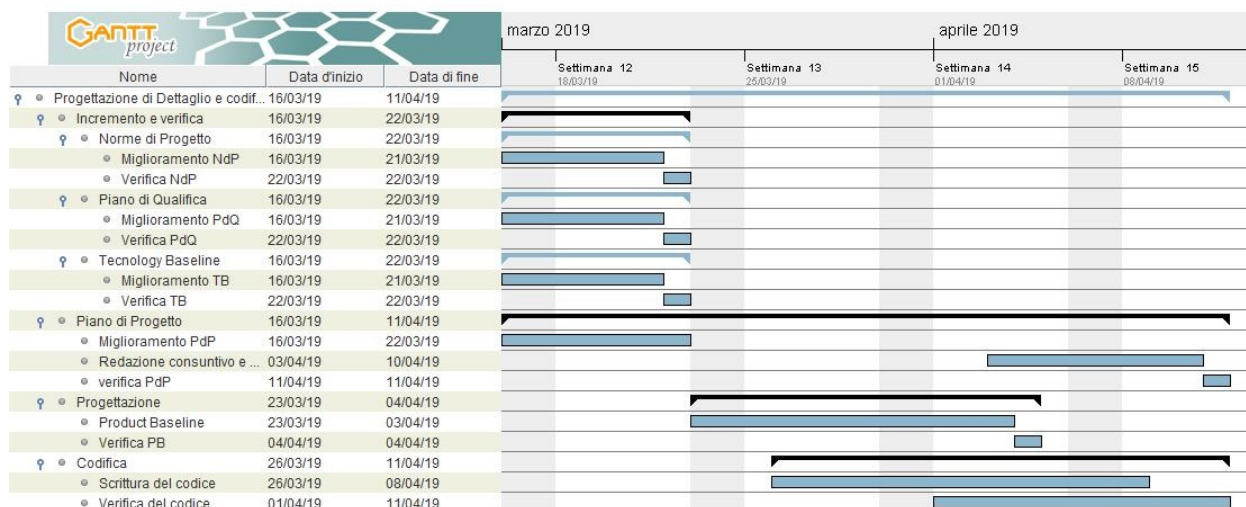 GANTT
project
marzo 2019 aprile 2019
Settimana 12 Settimana 13 Settimana 14 Settimana 15
18/03/19 25/03/19 01/04/19 08/04/19
Nome Data d'inizio Data di fine
Progettazione di Dettaglio e codif... 16/03/19 11/04/19
Incremento e verifica 16/03/19 22/03/19
Norme di Progetto 16/03/19 22/03/19
Miglioramento NdP 16/03/19 21/03/19
Verifica NdP 22/03/19 22/03/19
Piano di Qualifica 16/03/19 22/03/19
Miglioramento PdQ 16/03/19 21/03/19
Verifica PdQ 22/03/19 22/03/19
Tecnology Baseline 16/03/19 22/03/19
Miglioramento TB 16/03/19 21/03/19
Verifica TB 22/03/19 22/03/19
Piano di Progetto 16/03/19 11/04/19
Miglioramento PdP 16/03/19 22/03/19
Redazione consuntivo e ... 03/04/19 10/04/19
verifica PdP 11/04/19 11/04/19
Progettazione 23/03/19 04/04/19
Product Baseline 23/03/19 03/04/19
Verifica PB 04/04/19 04/04/19
Codifica 26/03/19 11/04/19
Scrittura del codice 26/03/19 08/04/19
Verifica del codice 01/04/19 11/04/19